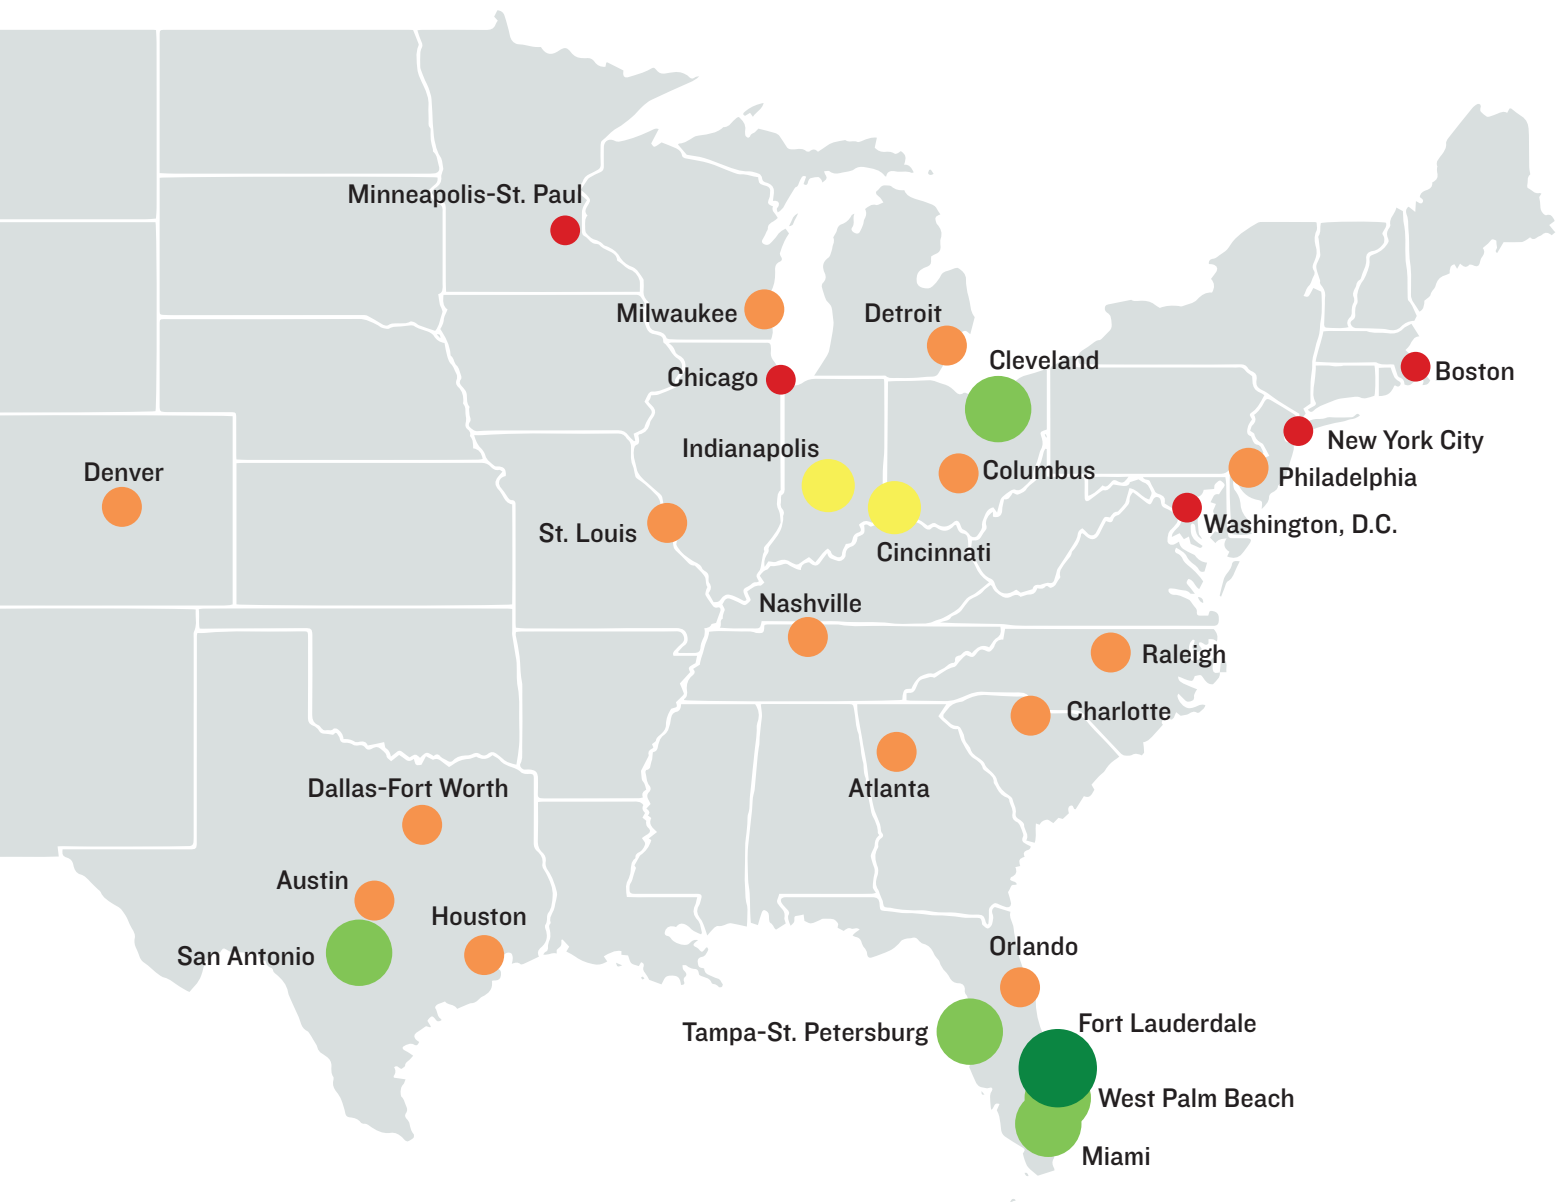 Minneapolis-St. Paul
Milwaukee
Detroit
Cleveland
Chicago
Boston
Indianapolis
New York City
Denver
Columbus
Philadelphia
St. Louis
Washington, D.C.
Cincinnati
Nashville
Raleigh
Charlotte
Dallas-Fort Worth
Atlanta
Austin
Houston
San Antonio
Orlando
Fort Lauderdale
Tampa-St. Petersburg
West Palm Beach
Miami